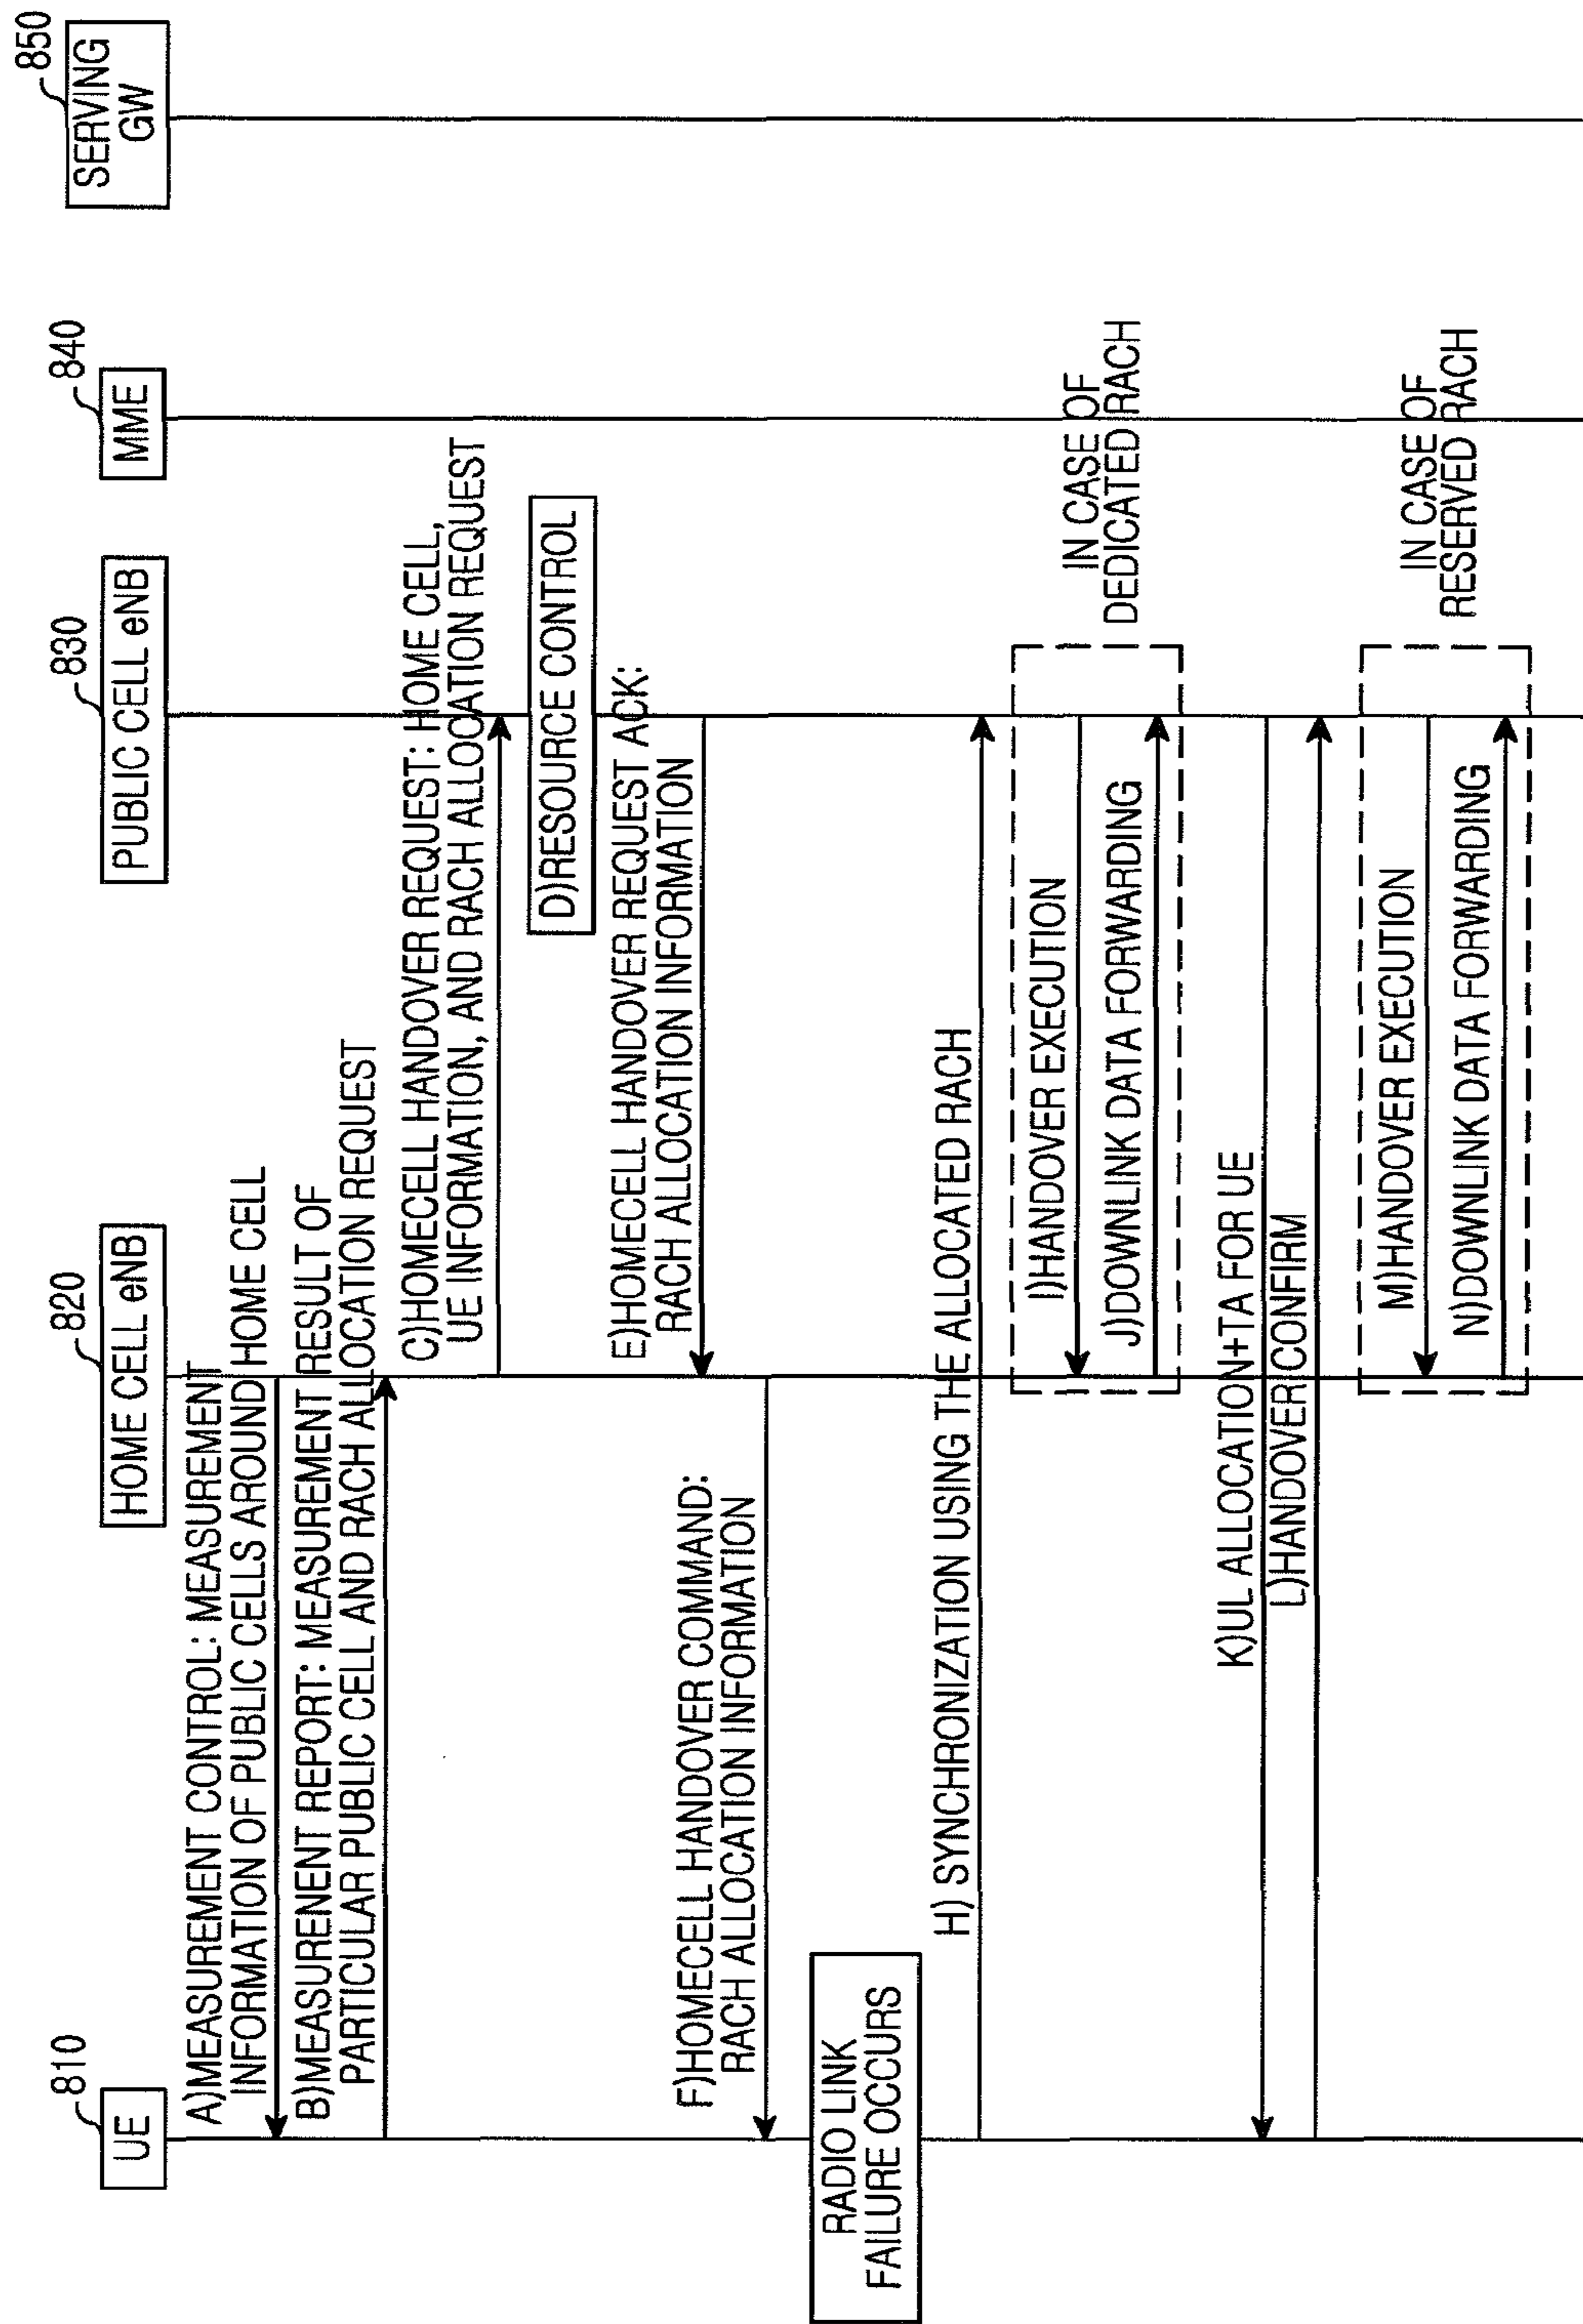 810
UE
820
HOME CELL eNB
830
PUBLIC CELL eNB
840
MME
850
SERVING
GW
A)MEASUREMENT CONTROL: MEASUREMENT
INFORMATION OF PUBLIC CELLS AROUND HOME CELL
B)MEASURENENT REPORT: MEASUREMENT RESULT OF
PARTICULAR PUBLIC CELL AND RACH ALLOCATION REQUEST
C)HOMECELL HANDOVER REQUEST: HOME CELL,
UE INFORMATION, AND RACH ALLOCATION REQUEST
D)RESOURCE CONTROL
E)HOMECELL HANDOVER REQUEST ACK:
RACH ALLOCATION INFORMATION
F)HOMECELL HANDOVER COMMAND:
RACH ALLOCATION INFORMATION
RADIO LINK
FAILURE OCCURS
H) SYNCHRONIZATION USING THE ALLOCATED RACH
I)HANDOVER EXECUTION
J)DOWNLINK DATA FORWARDING
IN CASE OF
DEDICATED RACH
K)UL ALLOCATION+TA FOR UE
L)HANDOVER CONFIRM
M)HANDOVER EXECUTION
N)DOWNLINK DATA FORWARDING
IN CASE OF
RESERVED RACH